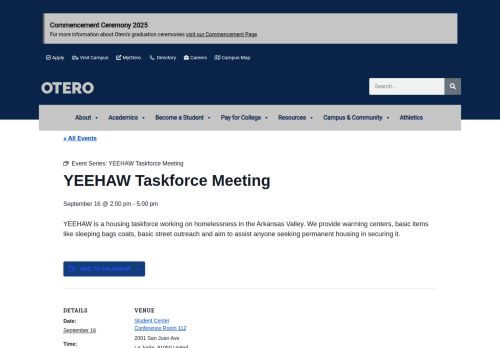 Commencement Ceremony 2025
For more information about Otero's graduation ceremonies visit our Commencement Page
Apply Visit Campus MyOtero Directory Careers Campus Map
OTERO
Search...
About Academics Become a Student Pay for College Resources Campus & Community Athletics
« All Events
Event Series: YEEHAW Taskforce Meeting
YEEHAW Taskforce Meeting
September 16 @ 2:00 pm - 5:00 pm
YEEHAW is a housing taskforce working on homelessness in the Arkansas Valley. We provide warming centers, basic items
like sleeping bags coats, basic street outreach and aim to assist anyone seeking permanent housing in securing it.
ADD TO CALENDAR
DETAILS
Date:
September 16
Time:
VENUE
Student Center
Conference Room 112
2001 San Juan Ave
La Junta, 81050 United